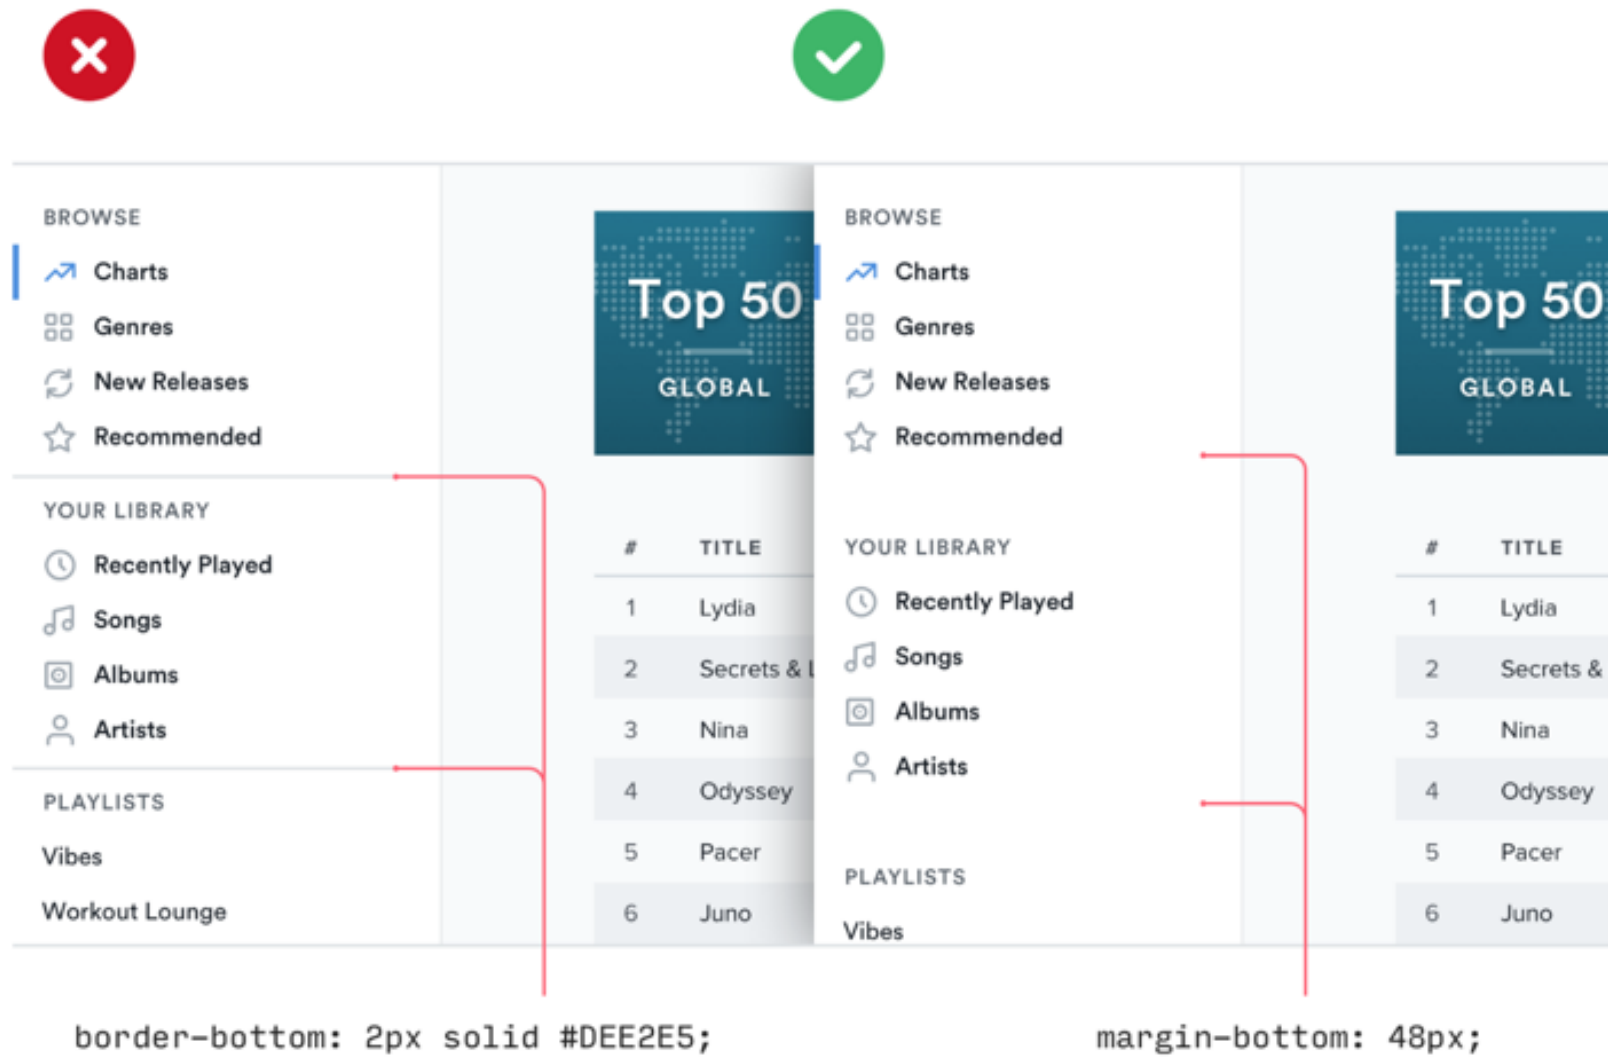 BROWSE
Charts
Genres
New Releases
Recommended
YOUR LIBRARY
Recently Played
Songs
Albums
Artists
PLAYLISTS
Vibes
Workout Lounge
Top 50
GLOBAL
# TITLE
1 Lydia
2 Secrets &
3 Nina
4 Odyssey
5 Pacer
6 Juno
border-bottom: 2px solid #DEE2E5;
BROWSE
Charts
Genres
New Releases
Recommended
YOUR LIBRARY
Recently Played
Songs
Albums
Artists
PLAYLISTS
Vibes
Top 50
GLOBAL
# TITLE
1 Lydia
2 Secrets &
3 Nina
4 Odyssey
5 Pacer
6 Juno
margin-bottom: 48px;